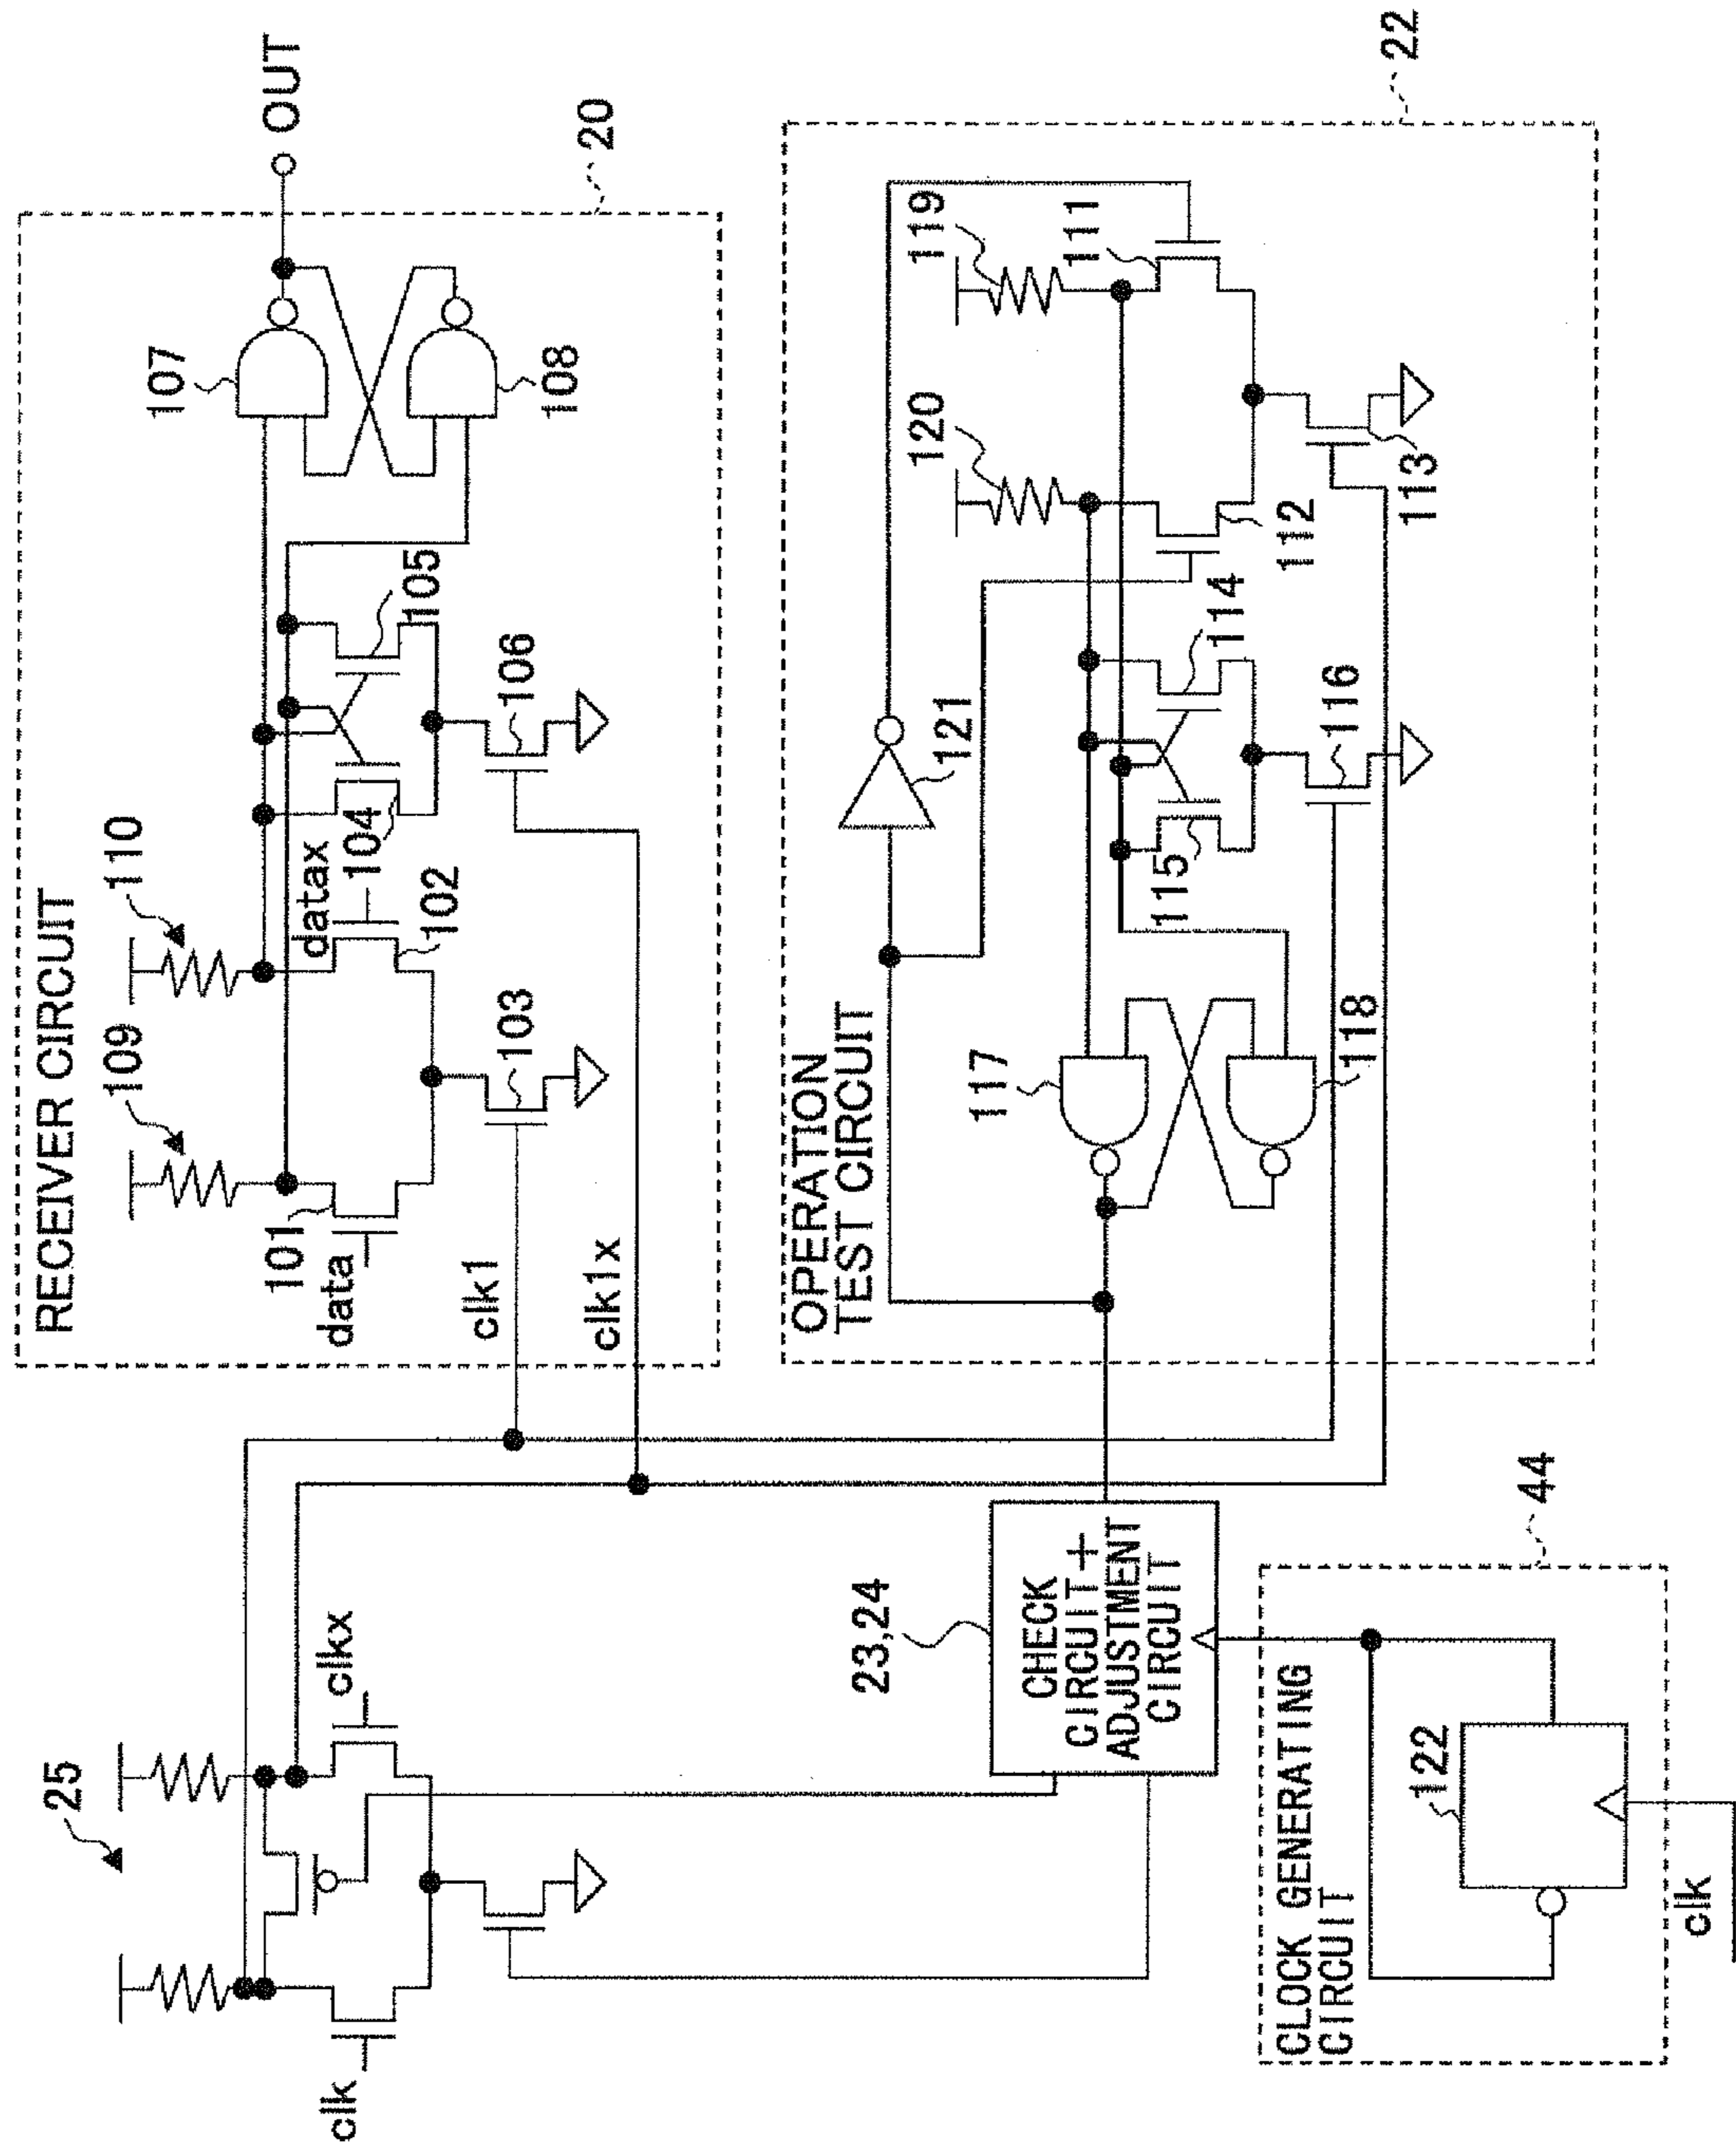 25
clk
clkx
RECEIVER CIRCUIT
109
110
101
data
datax
102
103
104
105
106
107
108
OUT
20
clk1
clk1x
OPERATION
TEST CIRCUIT
117
118
121
115
114
116
120
119
112
111
113
22
23,24
CHECK
CIRCUIT+
ADJUSTMENT
CIRCUIT
CLOCK GENERATING
CIRCUIT
122
44
clk